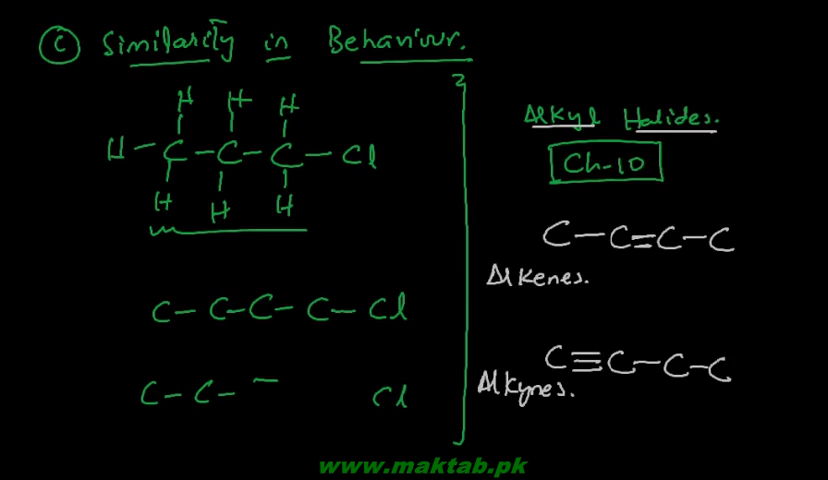 (C) Similarity in Behaviour.
H H H
H-C-C-C-Cl
H H H
C-C-C-C-Cl
C-C- - Cl
Alkyl Halides.
Ch-10
C-C=C-C
Alkenes.
C≡C-C-C
Alkynes.
www.maktab.pk